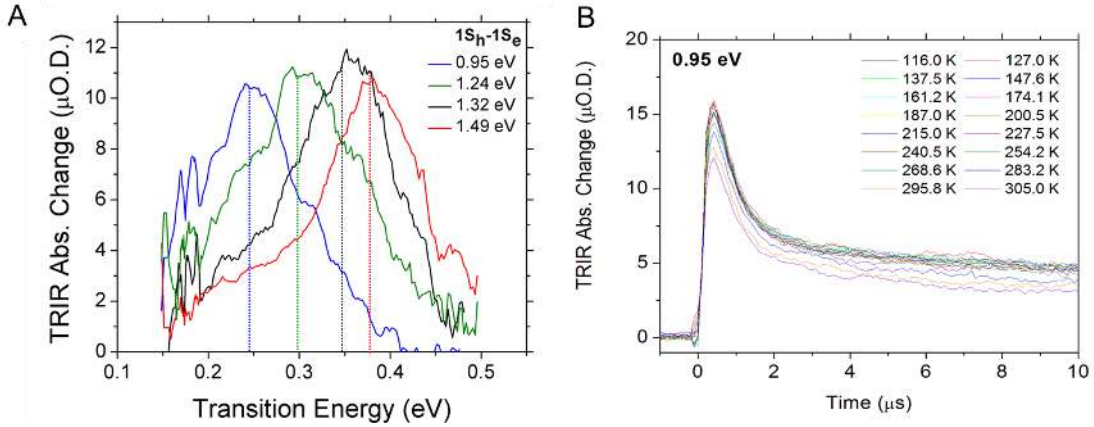 A
TRIR Abs. Change (μO.D.)
12
10
8
6
4
2
0
0.1
0.2
0.3
0.4
0.5
Transition Energy (eV)
1Sh-1Se
0.95 eV
1.24 eV
1.32 eV
1.49 eV
B
TRIR Abs. Change (μO.D.)
20
15
10
5
0
0
2
4
6
8
10
Time (μs)
0.95 eV
116.0 K 127.0 K
137.5 K 147.6 K
161.2 K 174.1 K
187.0 K 200.5 K
215.0 K 227.5 K
240.5 K 254.2 K
268.6 K 283.2 K
295.8 K 305.0 K